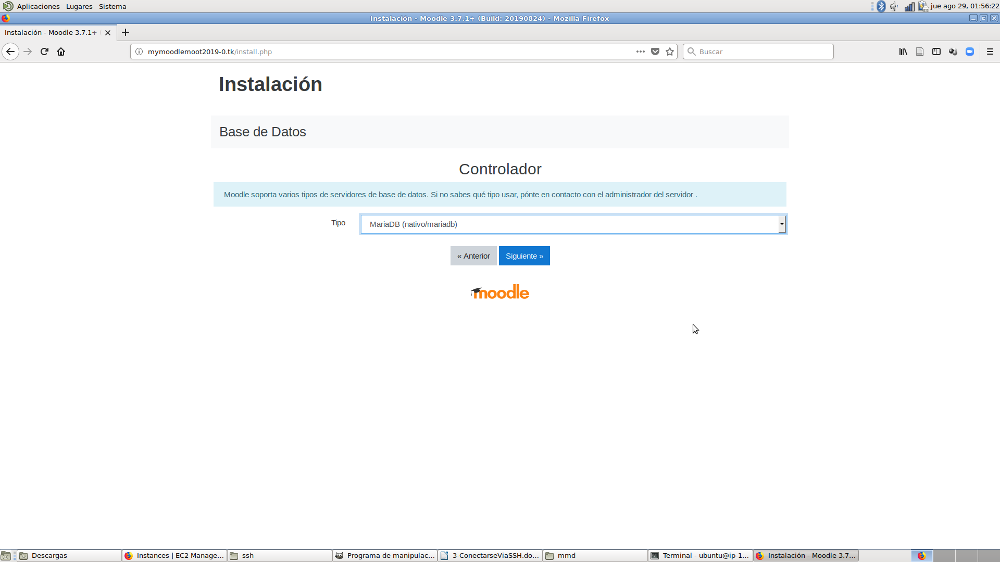 Aplicaciones Lugares Sistema jue ago 29, 01:56:22
Instalación - Moodle 3.7.1+ (Build: 20190824) - Mozilla Firefox
Instalación - Moodle 3.7.1+
mymoodlemoot2019-0.tk/install.php Buscar
Instalación
Base de Datos
Controlador
Moodle soporta varios tipos de servidores de base de datos. Si no sabes qué tipo usar, pónte en contacto con el administrador del servidor .
Tipo MariaDB (nativo/mariadb)
« Anterior Siguiente »
moodle
Descargas Instances | EC2 Manage... ssh Programa de manipulac... 3-ConectarseViaSSH.do... mmd Terminal - ubuntu@ip-1... Instalación - Moodle 3.7...